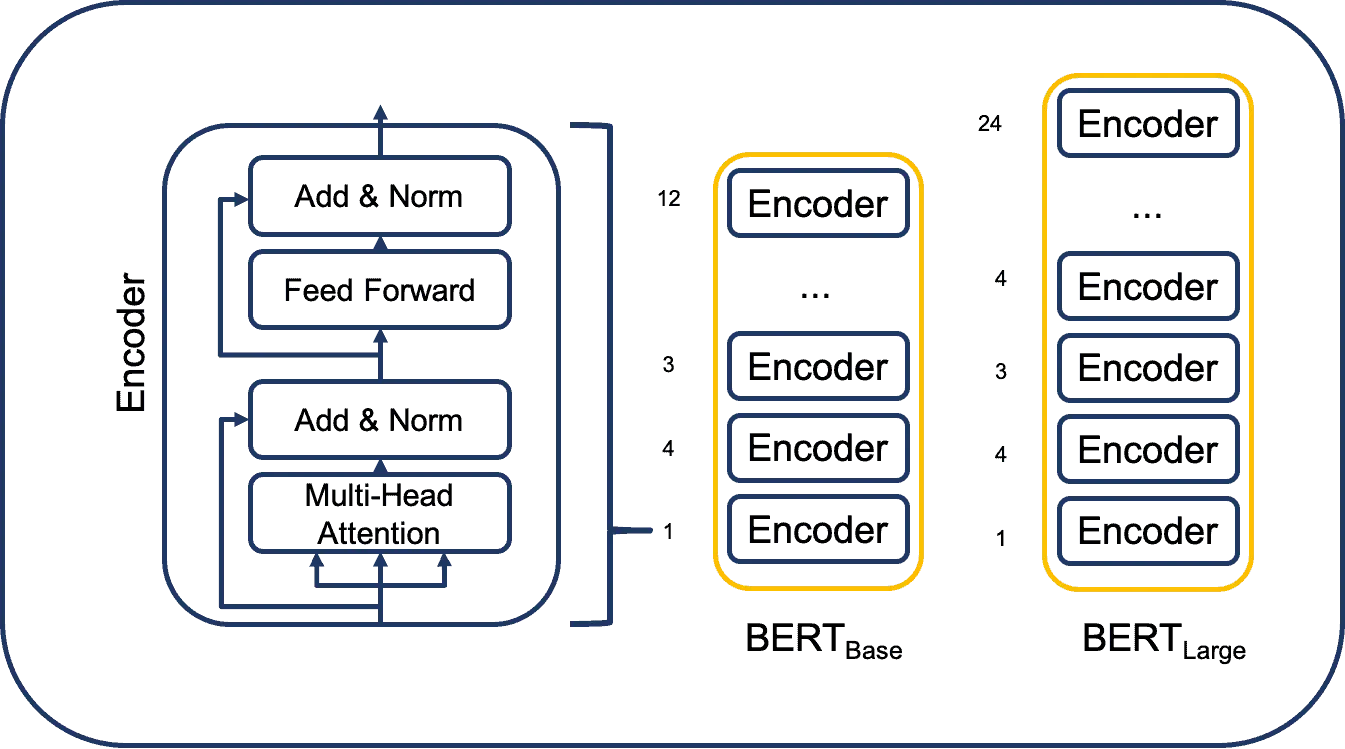 Encoder
Add & Norm
Feed Forward
Add & Norm
Multi-Head
Attention
12
Encoder
...
3
Encoder
4
Encoder
1
Encoder
BERTBase
24
Encoder
...
4
Encoder
3
Encoder
4
Encoder
1
Encoder
BERTLarge